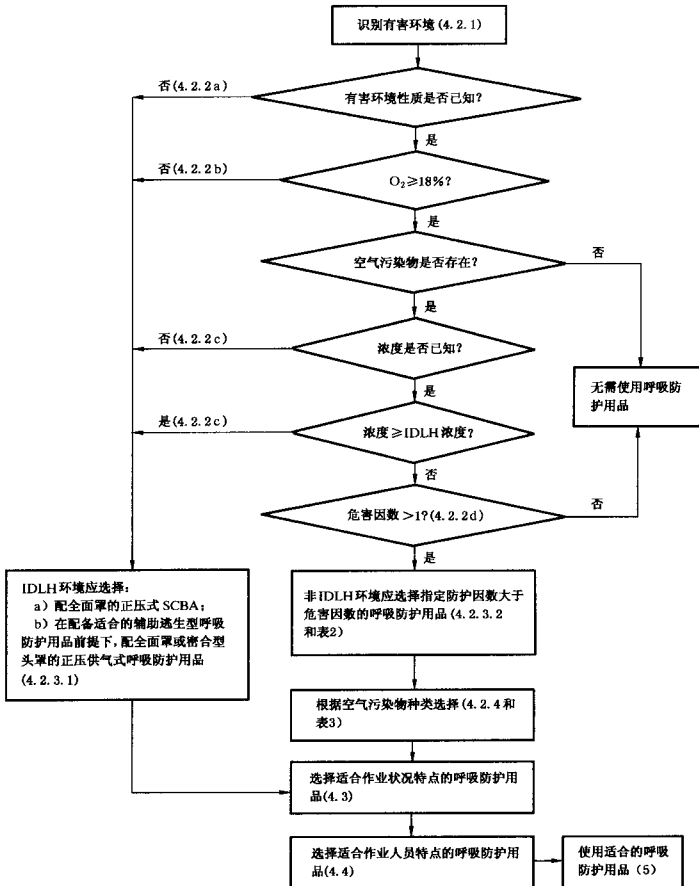 识别有害环境(4.2.1)
否(4.2.2a)
有害环境性质是否已知?
是
否(4.2.2b)
O₂≥18%?
是
空气污染物是否存在?
否
是
否(4.2.2c)
浓度是否已知?
是
无需使用呼吸防
护用品
是(4.2.2c)
浓度≥IDLH浓度?
否
危害因数>1?(4.2.2d)
否
是
IDLH环境应选择:
a)配全面罩的正压式SCBA;
b)在配备适合的辅助逃生型呼吸
防护用品前提下,配全面罩或密合型
头罩的正压供气式呼吸防护用品
(4.2.3.1)
非IDLH环境应选择指定防护因数大于
危害因数的呼吸防护用品(4.2.3.2
和表2)
根据空气污染物种类选择(4.2.4和
表3)
选择适合作业状况特点的呼吸防护用
品(4.3)
选择适合作业人员特点的呼吸防护用
品(4.4)
使用适合的呼吸
防护用品(5)